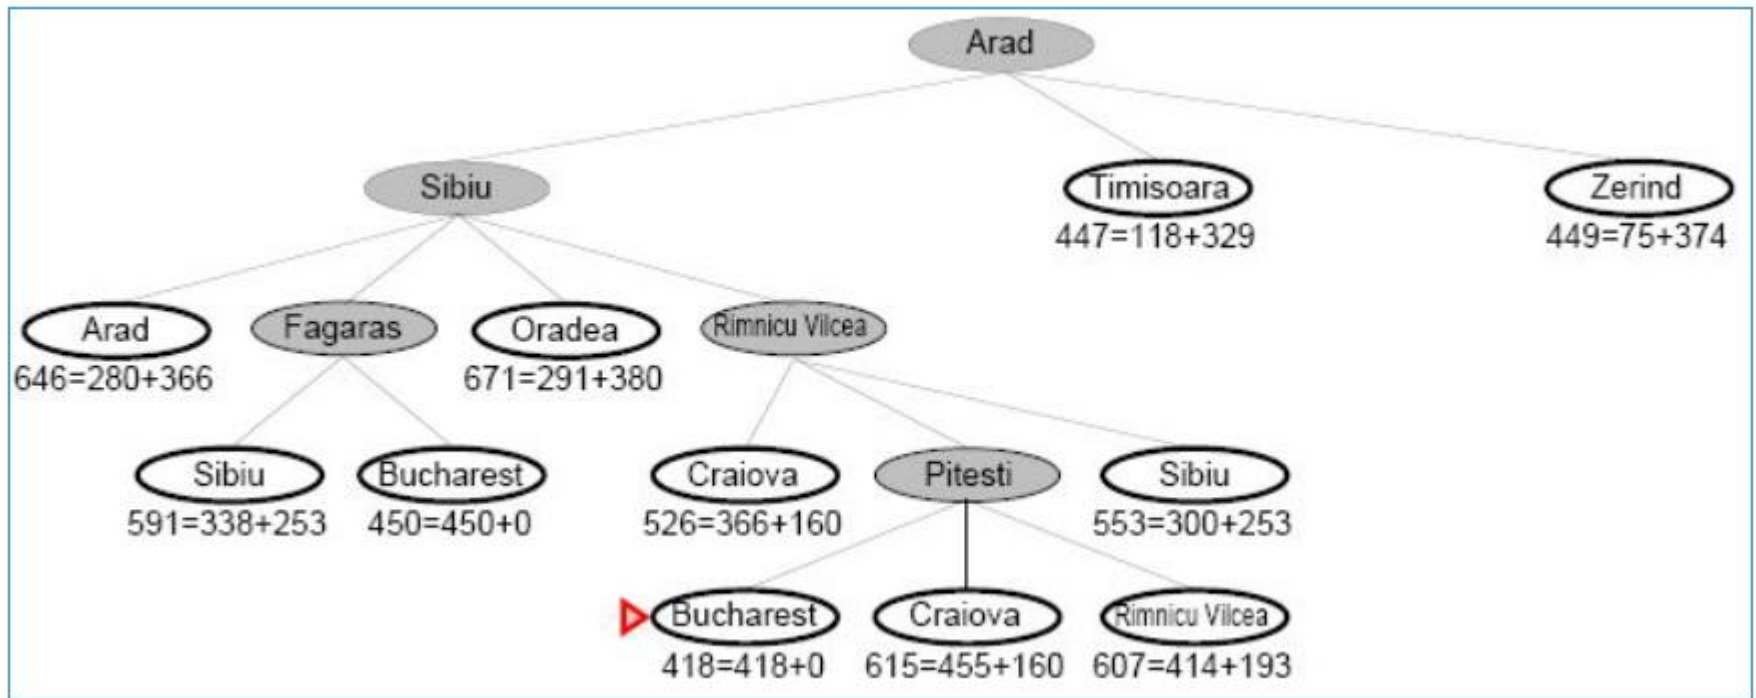 Arad
Sibiu
Timisoara
Zerind
447=118+329
449=75+374
Arad
Fagaras
Oradea
Rimnicu Vilcea
646=280+366
671=291+380
Sibiu
Bucharest
Craiova
Pitesti
Sibiu
591=338+253
450=450+0
526=366+160
553=300+253
Bucharest
Craiova
Rimnicu Vilcea
418=418+0
615=455+160
607=414+193